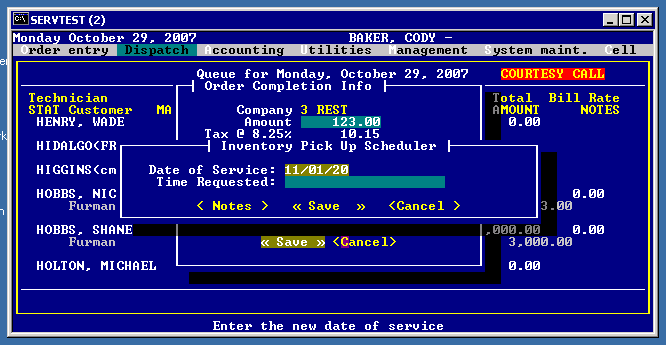 SERVTEST (2)
Monday October 29, 2007 BAKER, CODY -
Order entry Dispatch Accounting Utilities Management System maint. Cell
Queue for Monday, October 29, 2007 COURTESY CALL
Order Completion Info
Technician Total Bill Rate
STAT Customer MA Company 3 REST AMOUNT NOTES
HENRY, WADE Amount 123.00 0.00
Tax @ 8.25% 10.15
HIDALGO<FR Inventory Pick Up Scheduler
HIGGINS<cm Date of Service: 11/01/20
Time Requested:
HOBBS, NIC 0.00
Furman < Notes > « Save » <Cancel > 3.00
HOBBS, SHANE ,000.00 0.00
Furman « Save » <Cancel> 3,000.00
HOLTON, MICHAEL 0.00
Enter the new date of service